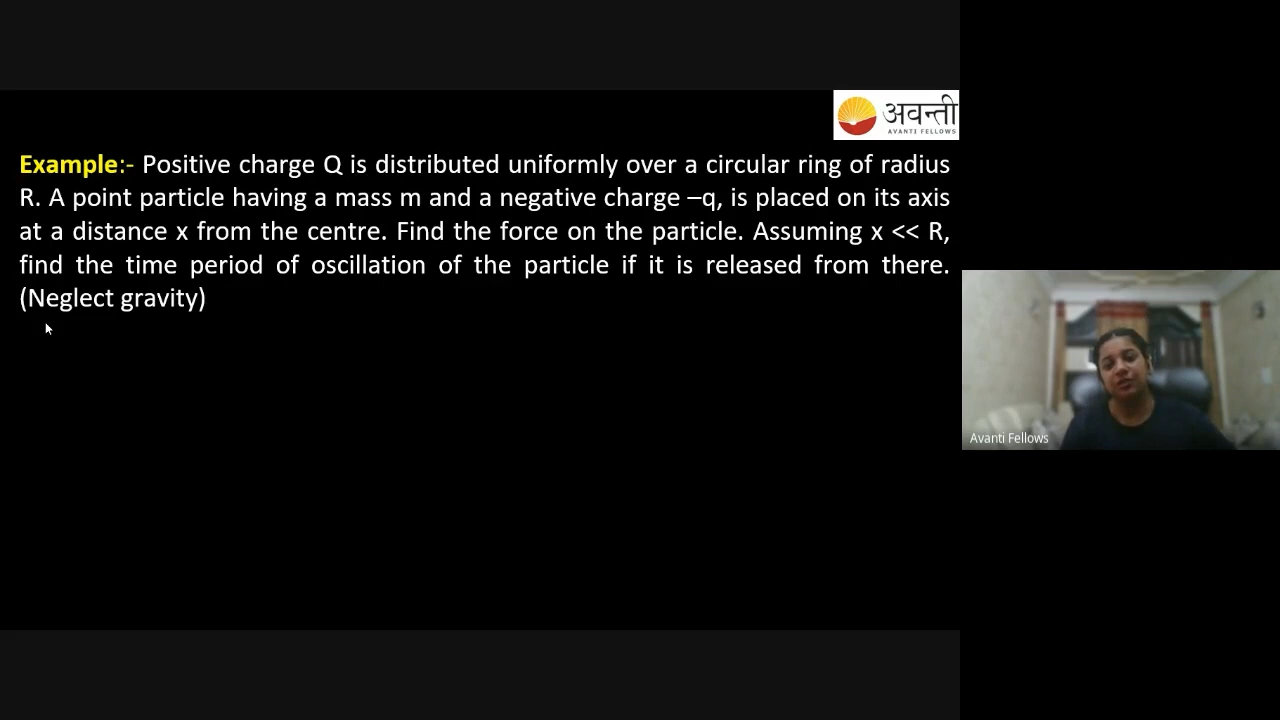 अवन्ती
AVANTI FELLOWS
Example:- Positive charge Q is distributed uniformly over a circular ring of radius
R. A point particle having a mass m and a negative charge –q, is placed on its axis
at a distance x from the centre. Find the force on the particle. Assuming x << R,
find the time period of oscillation of the particle if it is released from there.
(Neglect gravity)
Avanti Fellows